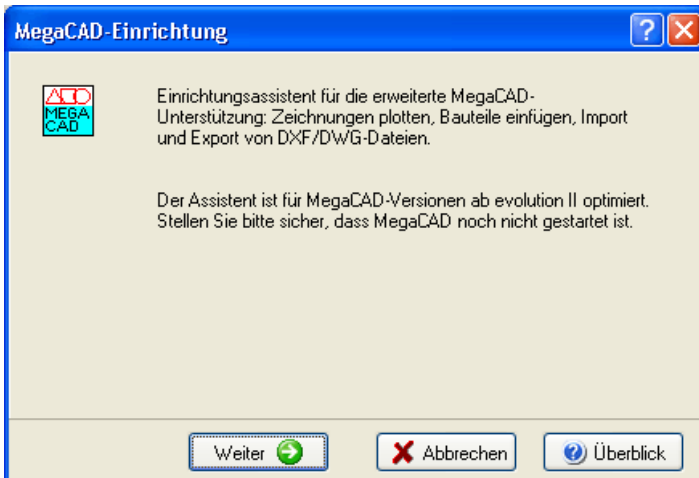 MegaCAD-Einrichtung
MEGA
CAD
Einrichtungsassistent für die erweiterte MegaCAD-
Unterstützung: Zeichnungen plotten, Bauteile einfügen, Import
und Export von DXF/DWG-Dateien.
Der Assistent ist für MegaCAD-Versionen ab evolution II optimiert.
Stellen Sie bitte sicher, dass MegaCAD noch nicht gestartet ist.
Weiter
Abbrechen
Überblick